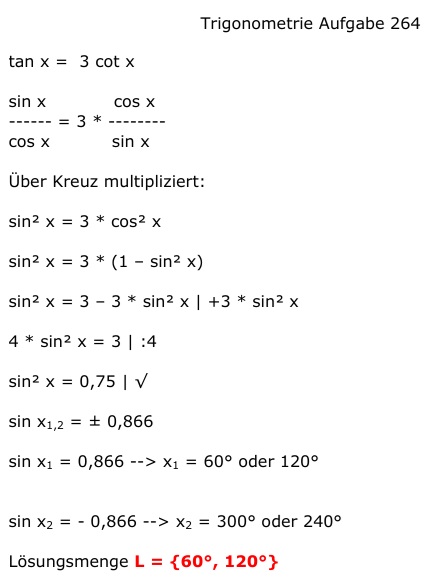 Trigonometrie Aufgabe 264
tan x =  3 cot x
sin x            cos x
------ = 3 * --------
cos x            sin x
Über Kreuz multipliziert:
sin² x = 3 * cos² x
sin² x = 3 * (1 – sin² x)
sin² x = 3 – 3 * sin² x | +3 * sin² x
4 * sin² x = 3 | :4
sin² x = 0,75 | √
sin x₁,₂ = ± 0,866
sin x₁ = 0,866 --> x₁ = 60° oder 120°
sin x₂ = - 0,866 --> x₂ = 300° oder 240°
Lösungsmenge L = {60°, 120°}